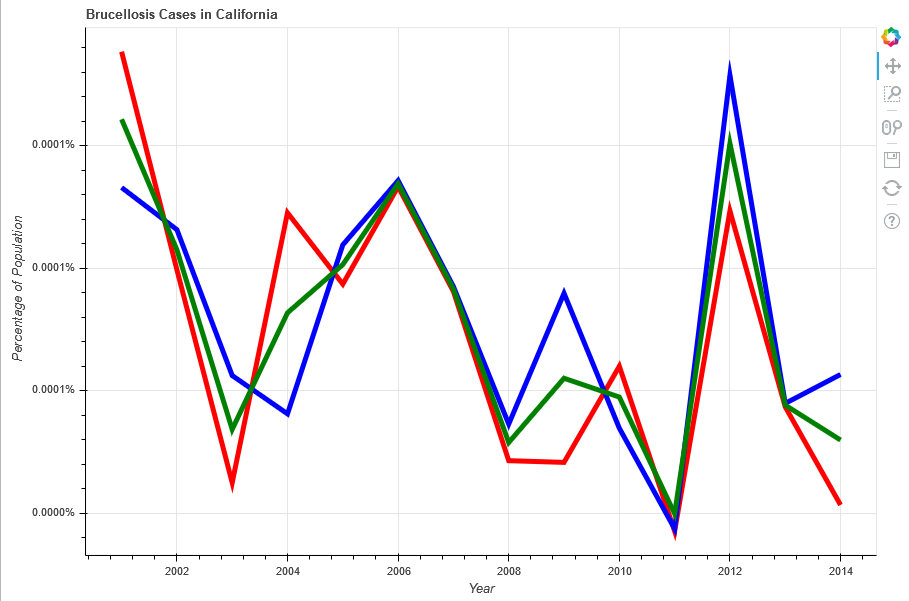 Brucellosis Cases in California
0.0001%
0.0001%
0.0001%
0.0000%
Percentage of Population
2002 2004 2006 2008 2010 2012 2014
Year